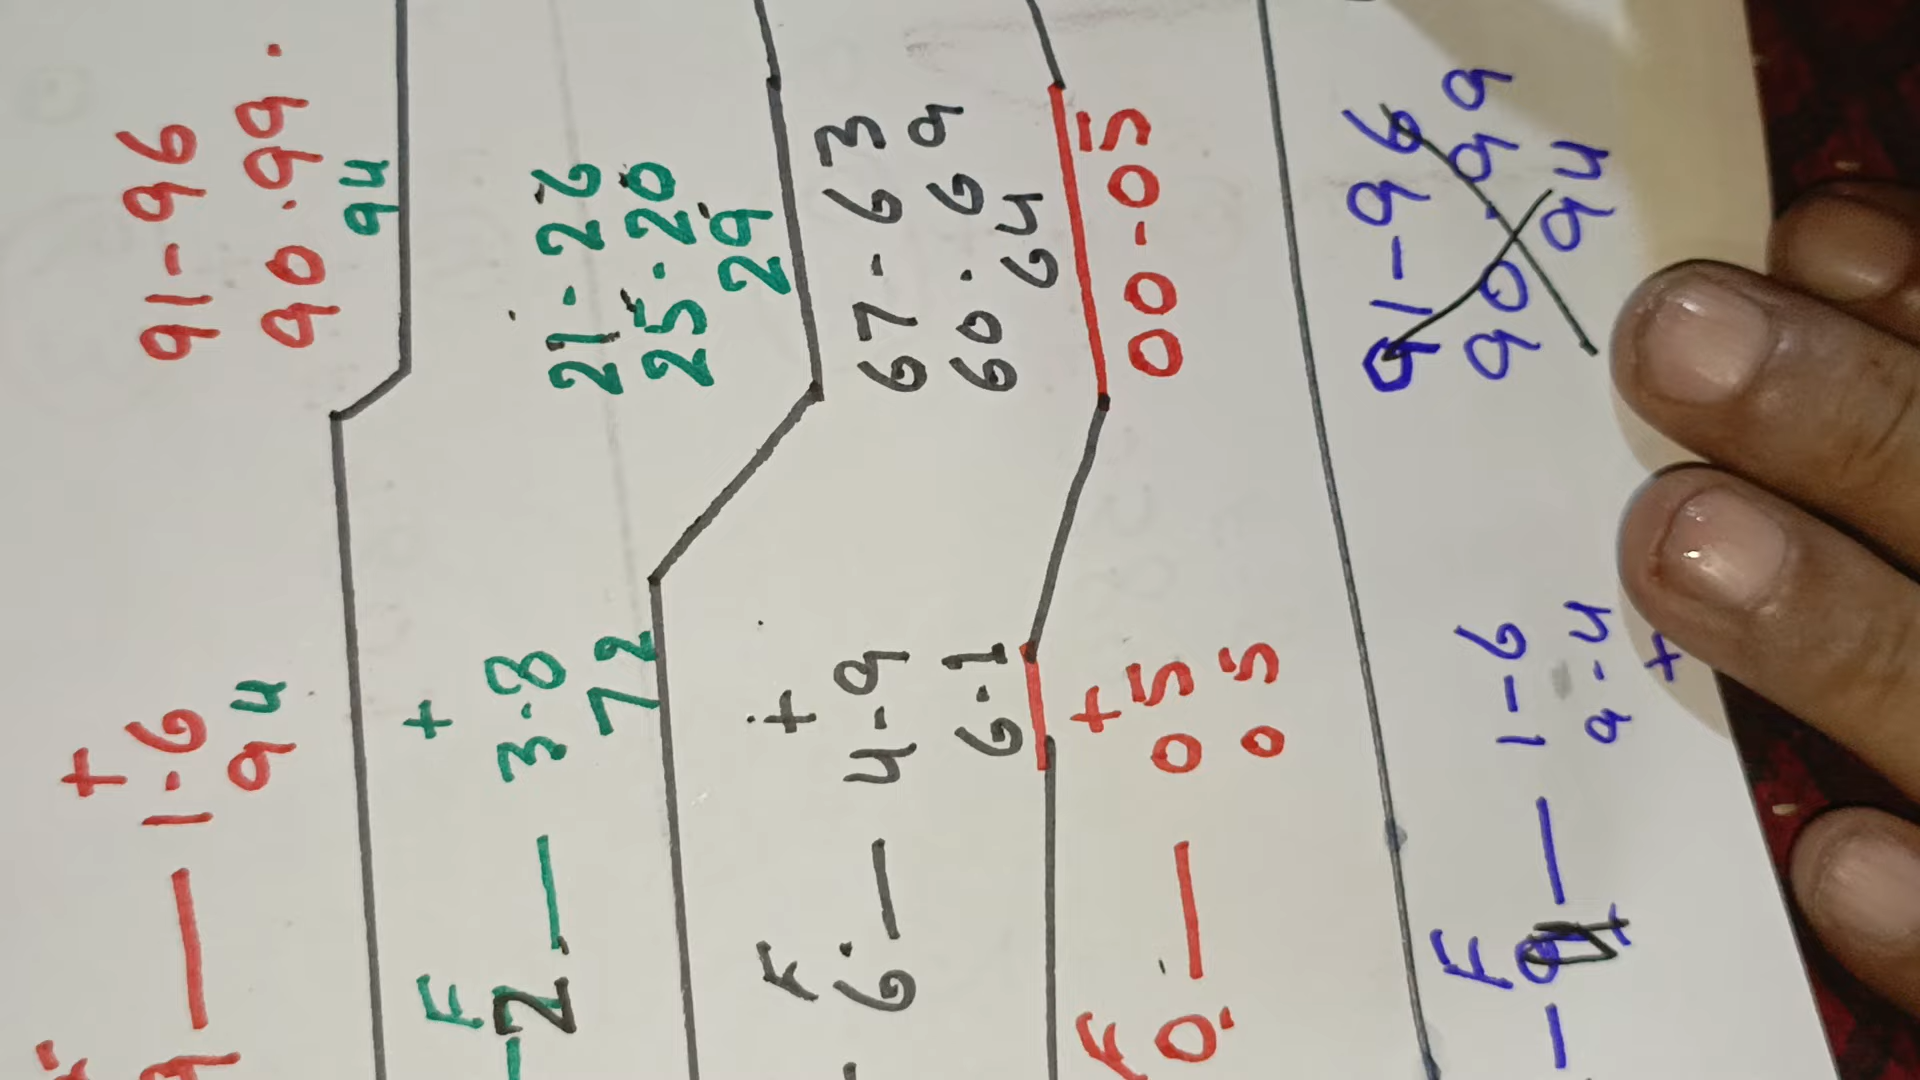 +
9 — 1·6 91-96
94 90.99.
94
F +
- 2 — 3·8 21·26
72 25·20
29
F +
- 6 — 4-9 67-63
6·1 60·69
64
F + 00-05
0 — 05
05
91-96
F 1-6 90.99
- 9 — 9-4 94
+